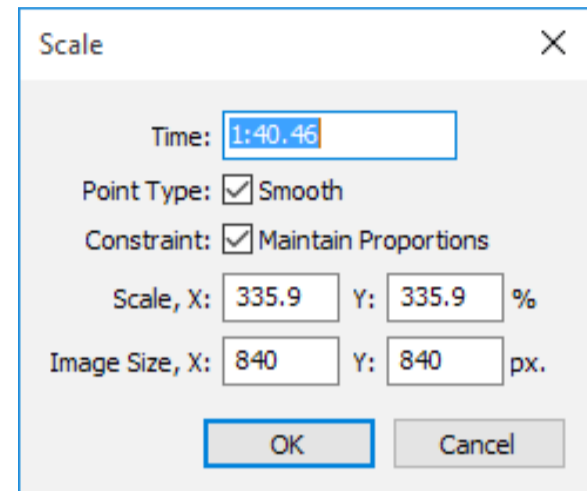 Scale
Time: 1:40.46
Point Type: Smooth
Constraint: Maintain Proportions
Scale, X: 335.9 Y: 335.9 %
Image Size, X: 840 Y: 840 px.
OK Cancel